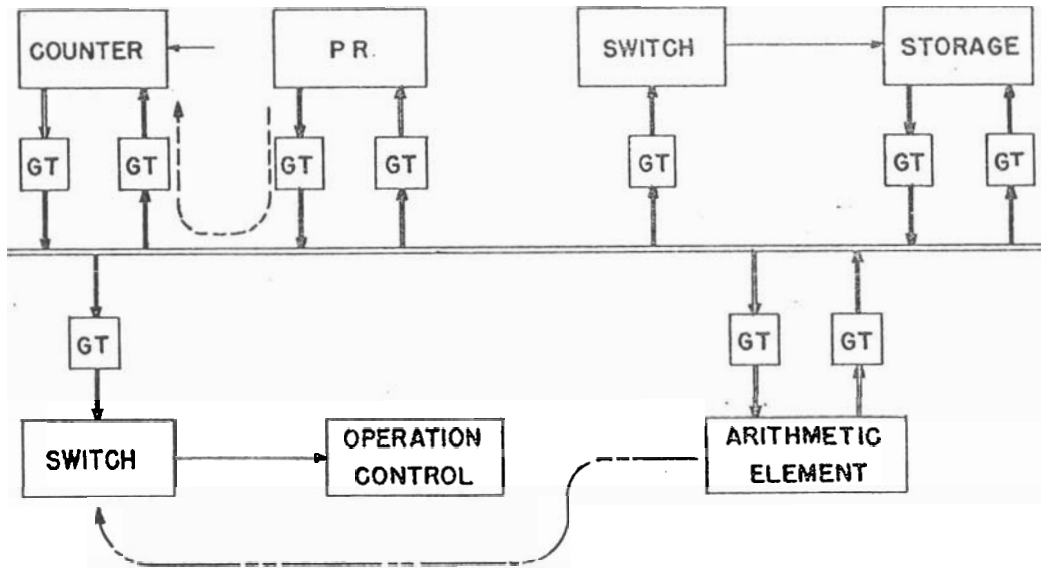 COUNTER
P R.
SWITCH
STORAGE
GT
GT
GT
GT
GT
GT
GT
GT
GT
GT
SWITCH
OPERATION
CONTROL
ARITHMETIC
ELEMENT